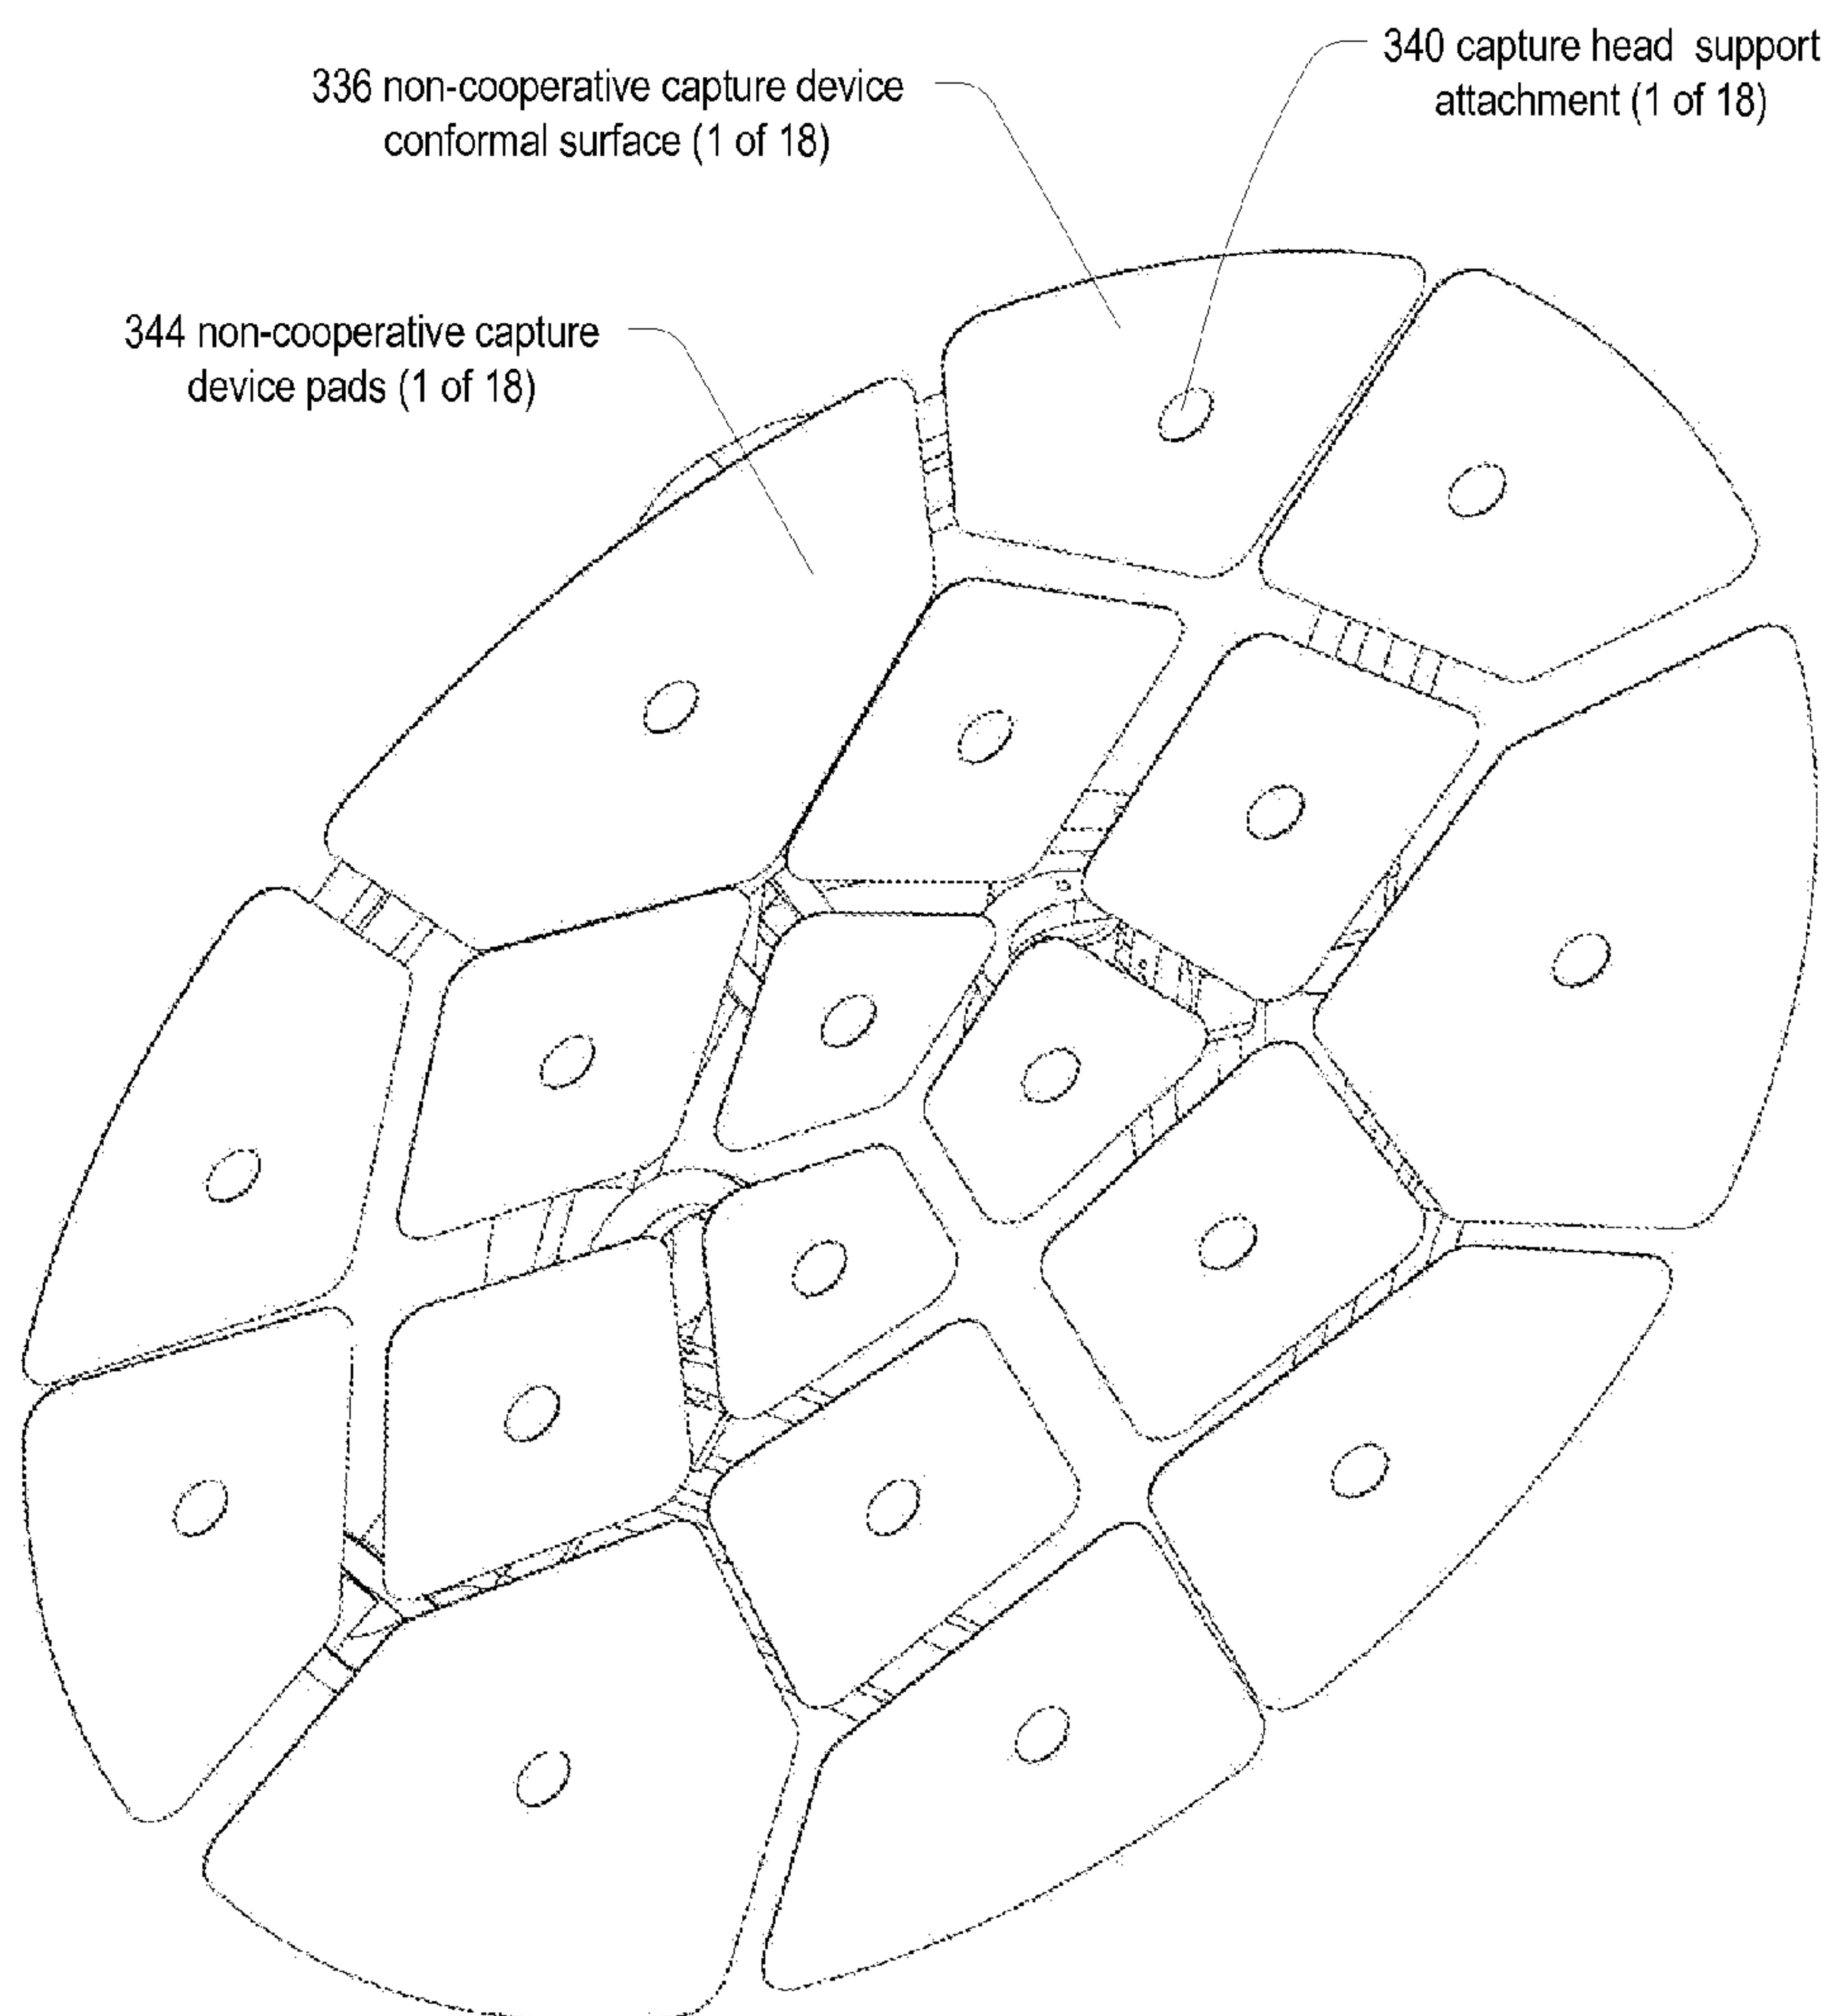 340 capture head support
attachment (1 of 18)
336 non-cooperative capture device
conformal surface (1 of 18)
344 non-cooperative capture
device pads (1 of 18)